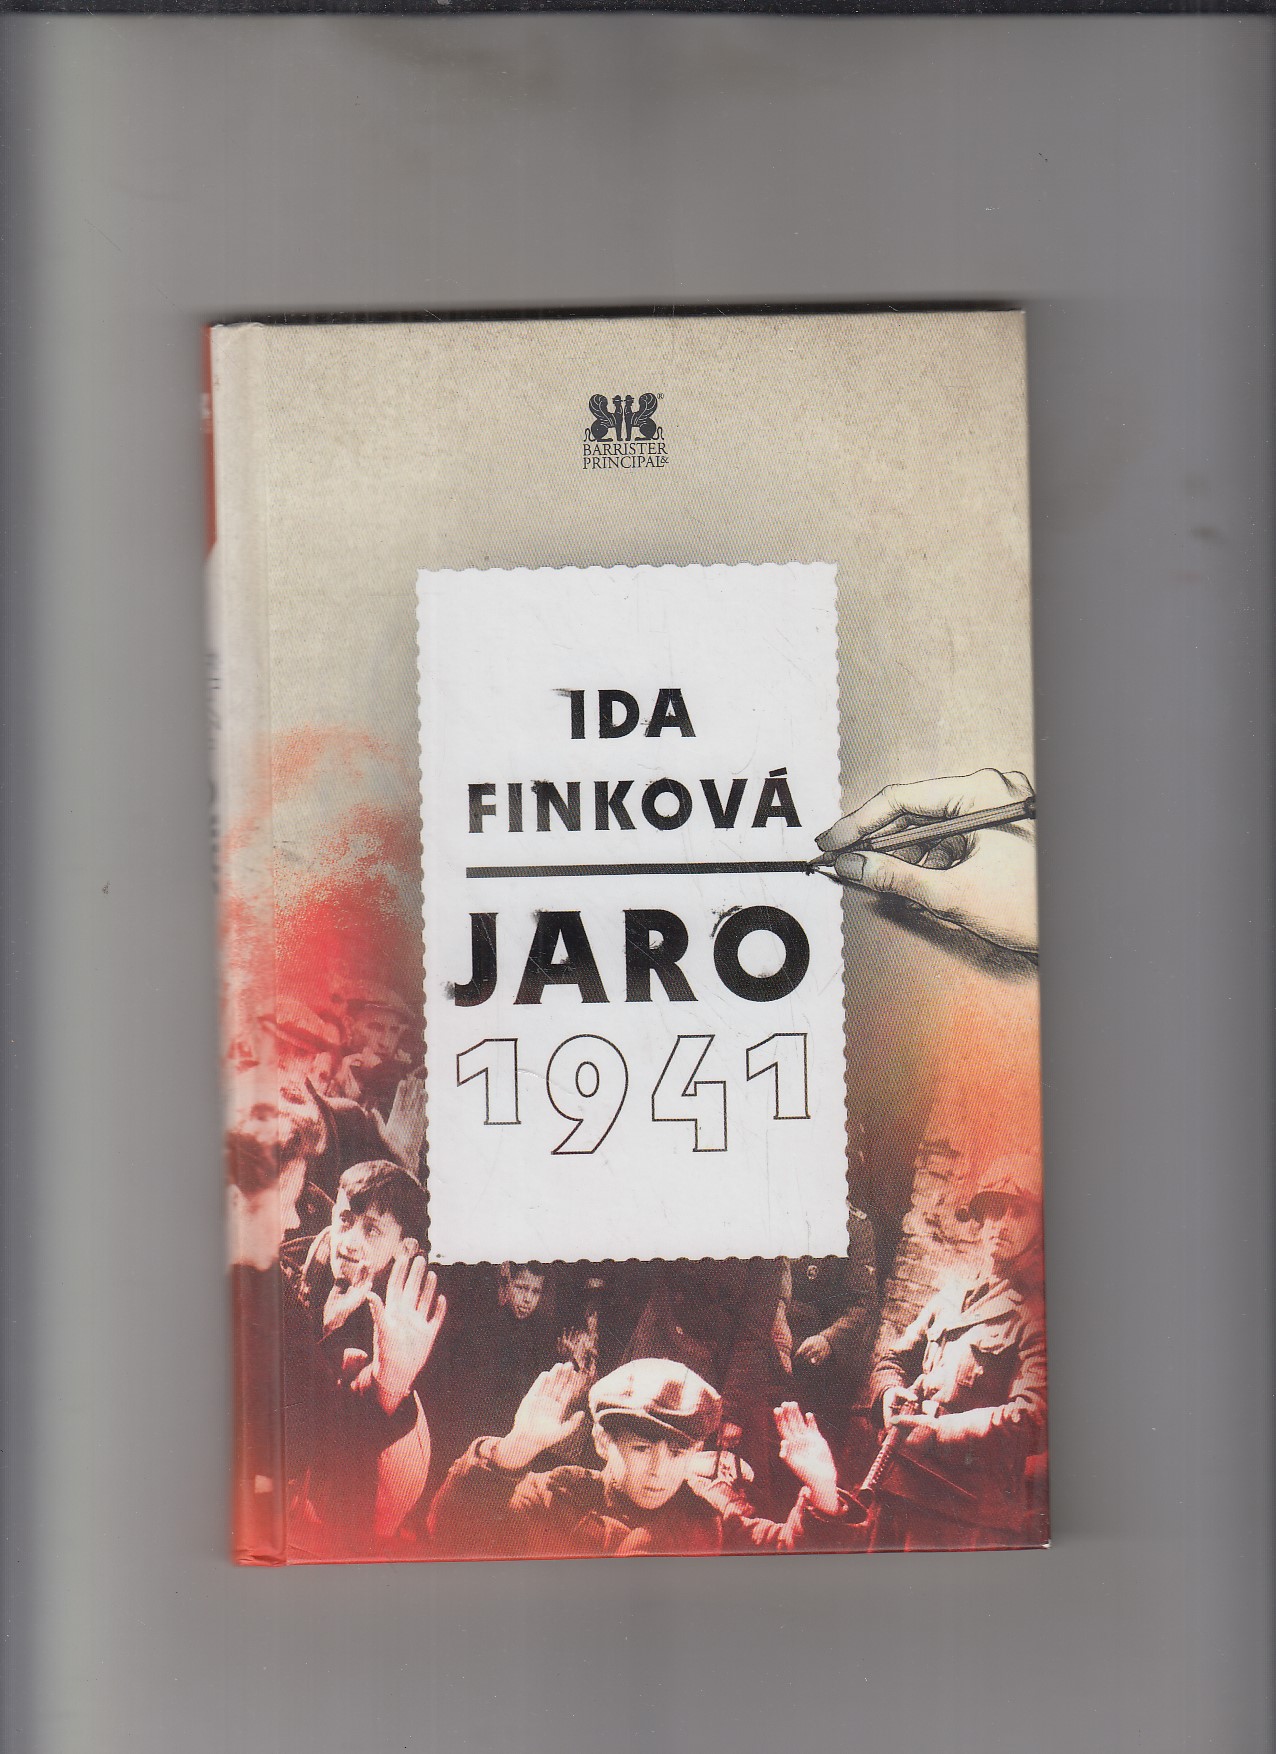 BARRISTER
PRINCIPAL&
®
IDA
FINKOVÁ
JARO
1941